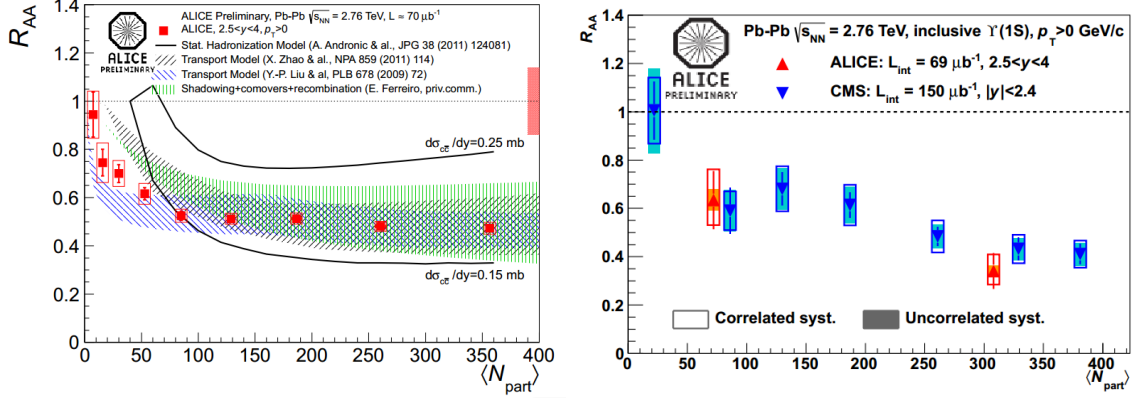 R_AA
1.4
1.2
1
0.8
0.6
0.4
0.2
0
0 50 100 150 200 250 300 350 400
⟨N_part⟩
ALICE
PRELIMINARY
ALICE Preliminary, Pb-Pb √s_NN = 2.76 TeV, L ≃ 70 μb⁻¹
ALICE, 2.5<y<4, p_T>0
Stat. Hadronization Model (A. Andronic & al., JPG 38 (2011) 124081)
Transport Model (X. Zhao & al., NPA 859 (2011) 114)
Transport Model (Y.-P. Liu & al, PLB 678 (2009) 72)
Shadowing+comovers+recombination (E. Ferreiro, priv.comm.)
dσ_cc̄/dy=0.25 mb
dσ_cc̄/dy=0.15 mb
R_AA
1.4
1.2
1
0.8
0.6
0.4
0.2
0
0 50 100 150 200 250 300 350 400
⟨N_part⟩
ALICE
PRELIMINARY
Pb-Pb √s_NN = 2.76 TeV, inclusive ϒ(1S), p_T>0 GeV/c
ALICE: L_int = 69 μb⁻¹, 2.5<y<4
CMS: L_int = 150 μb⁻¹, |y|<2.4
Correlated syst.
Uncorrelated syst.